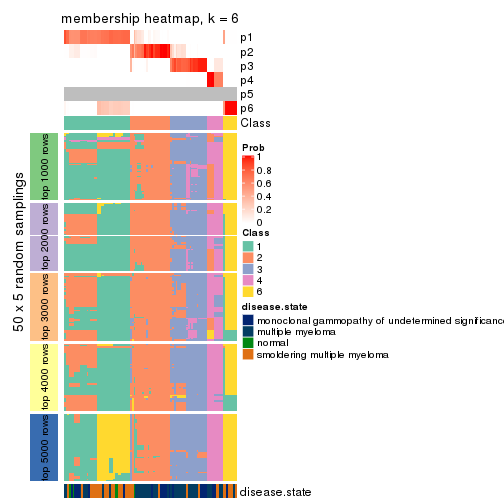 membership heatmap, k = 6
p1
p2
p3
p4
p5
p6
Class
50 x 5 random samplings
top 1000 rows
top 2000 rows
top 3000 rows
top 4000 rows
top 5000 rows
disease.state
Prob
1
0.8
0.6
0.4
0.2
0
Class
1
2
3
4
6
disease.state
monoclonal gammopathy of undetermined significance
multiple myeloma
normal
smoldering multiple myeloma